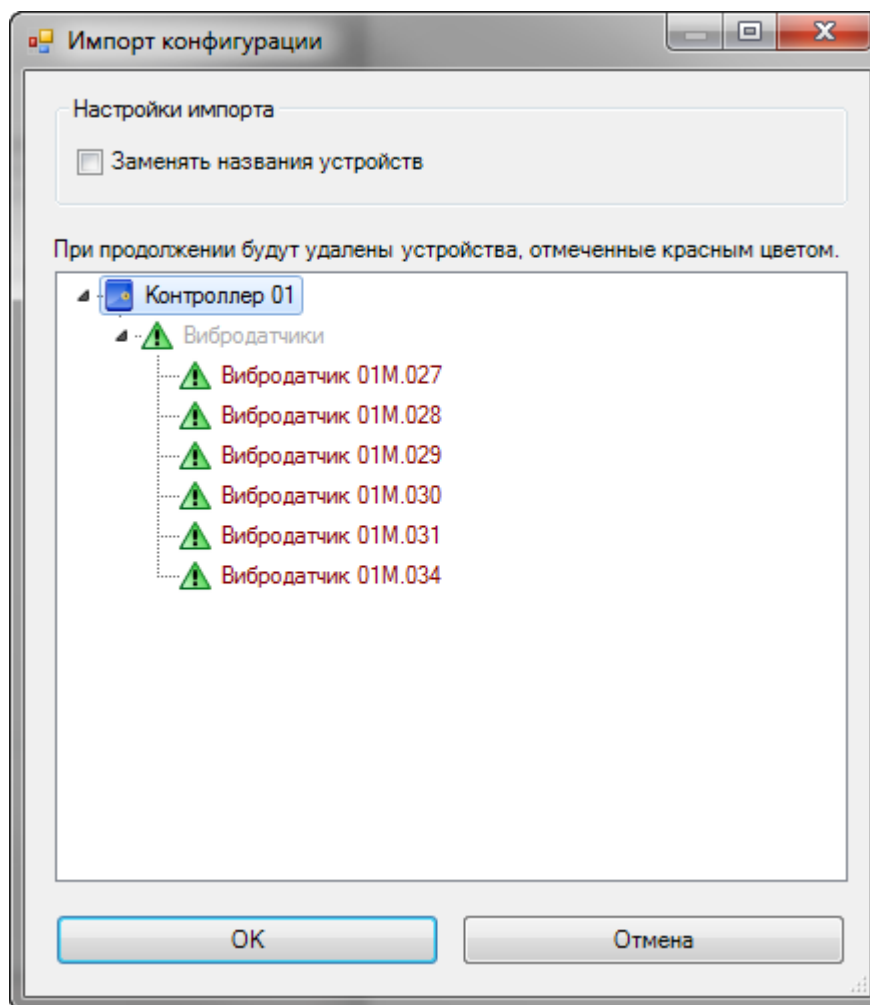 Импорт конфигурации
Настройки импорта
Заменять названия устройств
При продолжении будут удалены устройства, отмеченные красным цветом.
Контроллер 01
Вибродатчики
Вибродатчик 01М.027
Вибродатчик 01М.028
Вибродатчик 01М.029
Вибродатчик 01М.030
Вибродатчик 01М.031
Вибродатчик 01М.034
OK
Отмена